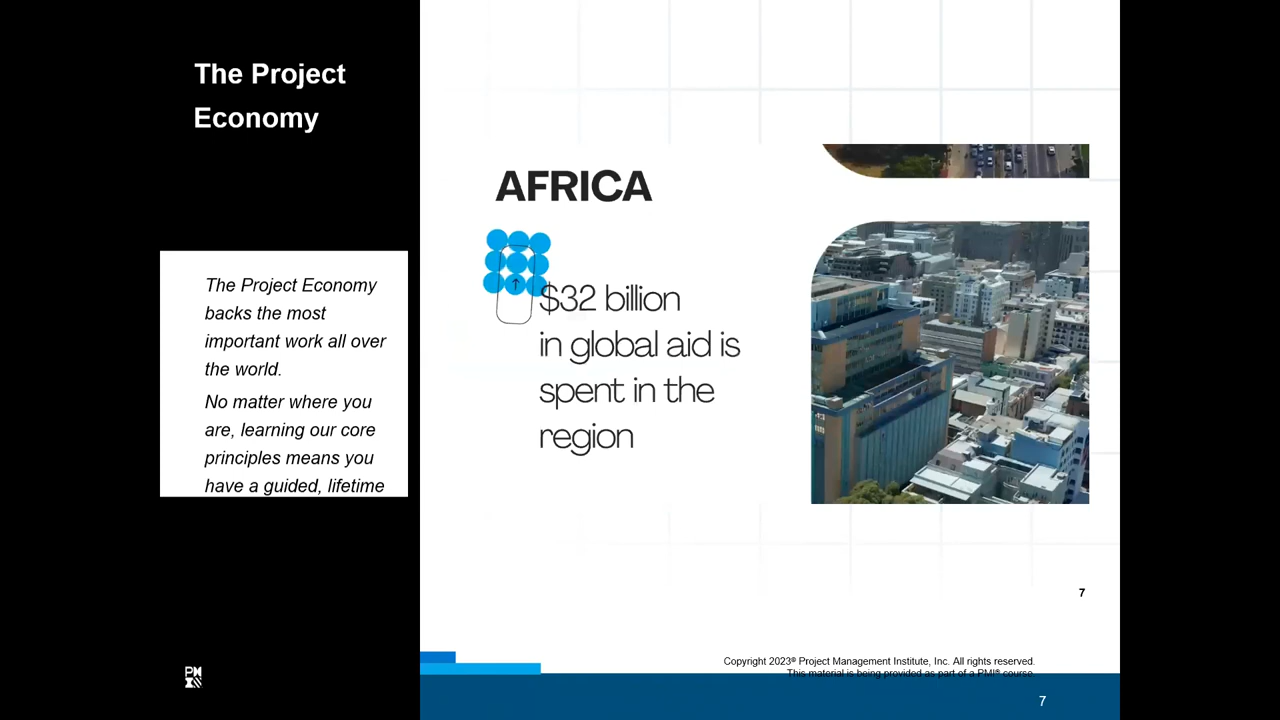 The Project
Economy
The Project Economy
backs the most
important work all over
the world.
No matter where you
are, learning our core
principles means you
have a guided, lifetime
AFRICA
$32 billion
in global aid is
spent in the
region
7
Copyright 2023® Project Management Institute, Inc. All rights reserved.
This material is being provided as part of a PMI® course.
7